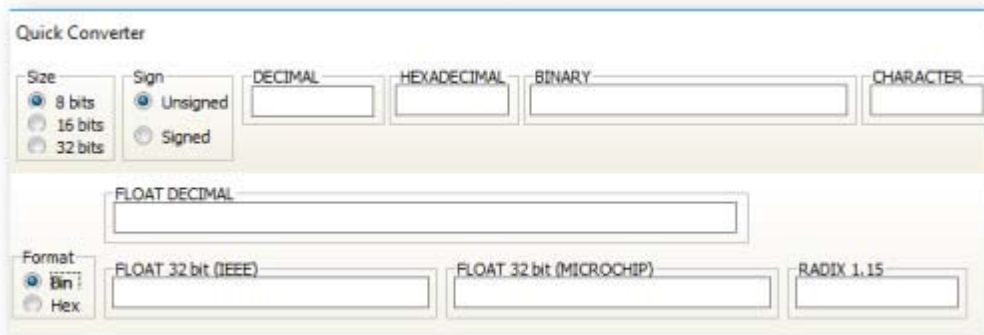 Quick Converter
Size Sign DECIMAL HEXADECIMAL BINARY CHARACTER
8 bits Unsigned
16 bits
Signed
32 bits
FLOAT DECIMAL
Format
FLOAT 32 bit (IEEE) FLOAT 32 bit (MICROCHIP) RADIX 1.15
Bin
Hex